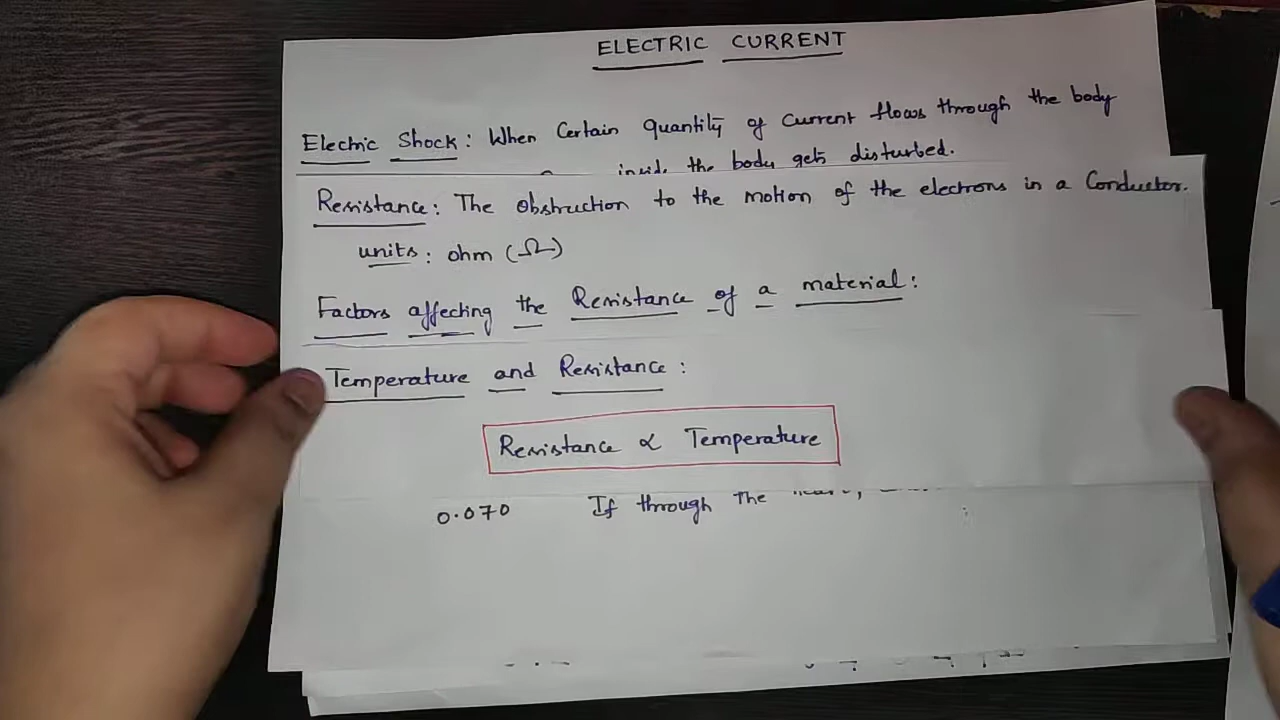 ELECTRIC CURRENT
Electric Shock: When Certain quantity of Current flows through the body
inside the body gets disturbed.
Resistance: The obstruction to the motion of the electrons in a Conductor.
units: ohm (Ω)
Factors affecting the Resistance of a material:
Temperature and Resistance:
Resistance ∝ Temperature
0.070 If through the